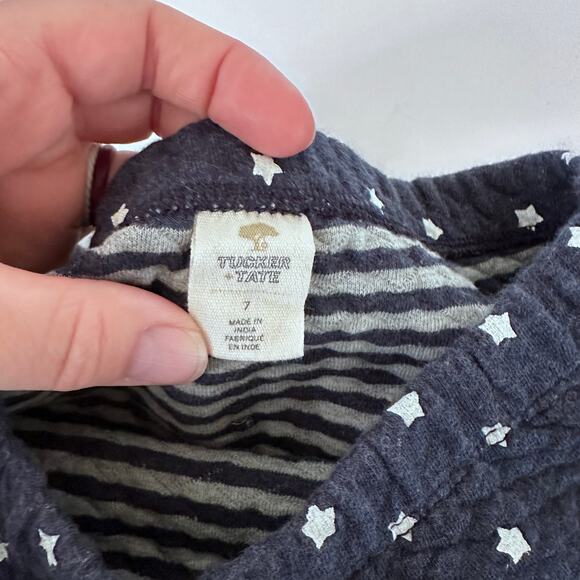 TUCKER
+ TATE
7
MADE IN
INDIA
FABRIQUÉ
EN INDE